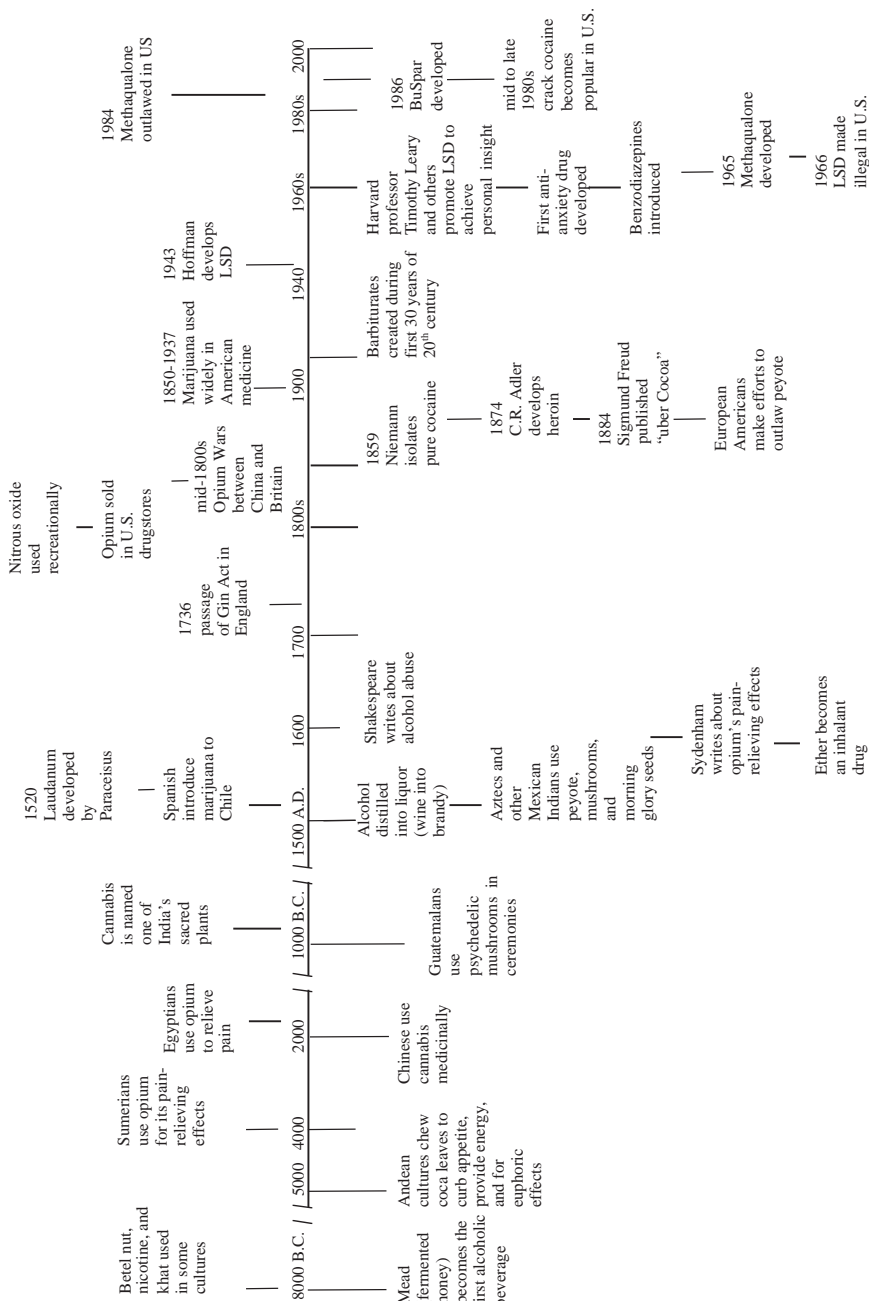 Betel nut,
nicotine, and
khat used
in some
cultures
Sumerians
use opium
for its pain-
relieving
effects
Egyptians
use opium
to relieve
pain
Cannabis
is named
one of
India's
sacred
plants
1520
Laudanum
developed
by
Paraceisus
Spanish
introduce
marijuana to
Chile
1736
passage
of Gin Act in
England
Nitrous oxide
used
recreationally
Opium sold
in U.S.
drugstores
mid-1800s
Opium Wars
between
China and
Britain
1850-1937
Marijuana used
widely in
American
medicine
1943
Hoffman
develops
LSD
1984
Methaqualone
outlawed in US
8000 B.C.
5000
4000
2000
1000 B.C.
1500 A.D.
1600
1700
1800s
1900
1940
1960s
1980s
2000
Mead
fermented
honey)
becomes the
first alcoholic
beverage
Andean
cultures chew
coca leaves to
curb appetite,
provide energy,
and for
euphoric
effects
Chinese use
cannabis
medicinally
Guatemalans
use
psychedelic
mushrooms in
ceremonies
Alcohol
distilled
into liquor
(wine into
brandy)
Aztecs and
other
Mexican
Indians use
peyote,
mushrooms,
and
morning
glory seeds
Sydenham
writes about
opium's pain-
relieving effects
Ether becomes
an inhalant
drug
Shakespeare
writes about
alcohol abuse
1859
Niemann
isolates
pure cocaine
1874
C.R. Adler
develops
heroin
1884
Sigmund Freud
published
“uber Cocoa”
European
Americans
make efforts to
outlaw peyote
Barbiturates
created during
first 30 years of
20th century
Harvard
professor
Timothy Leary
and others
promote LSD to
achieve
personal insight
First anti-
anxiety drug
developed
Benzodiazepines
introduced
1965
Methaqualone
developed
1966
LSD made
illegal in U.S.
1986
BuSpar
developed
mid to late
1980s
crack cocaine
becomes
popular in U.S.